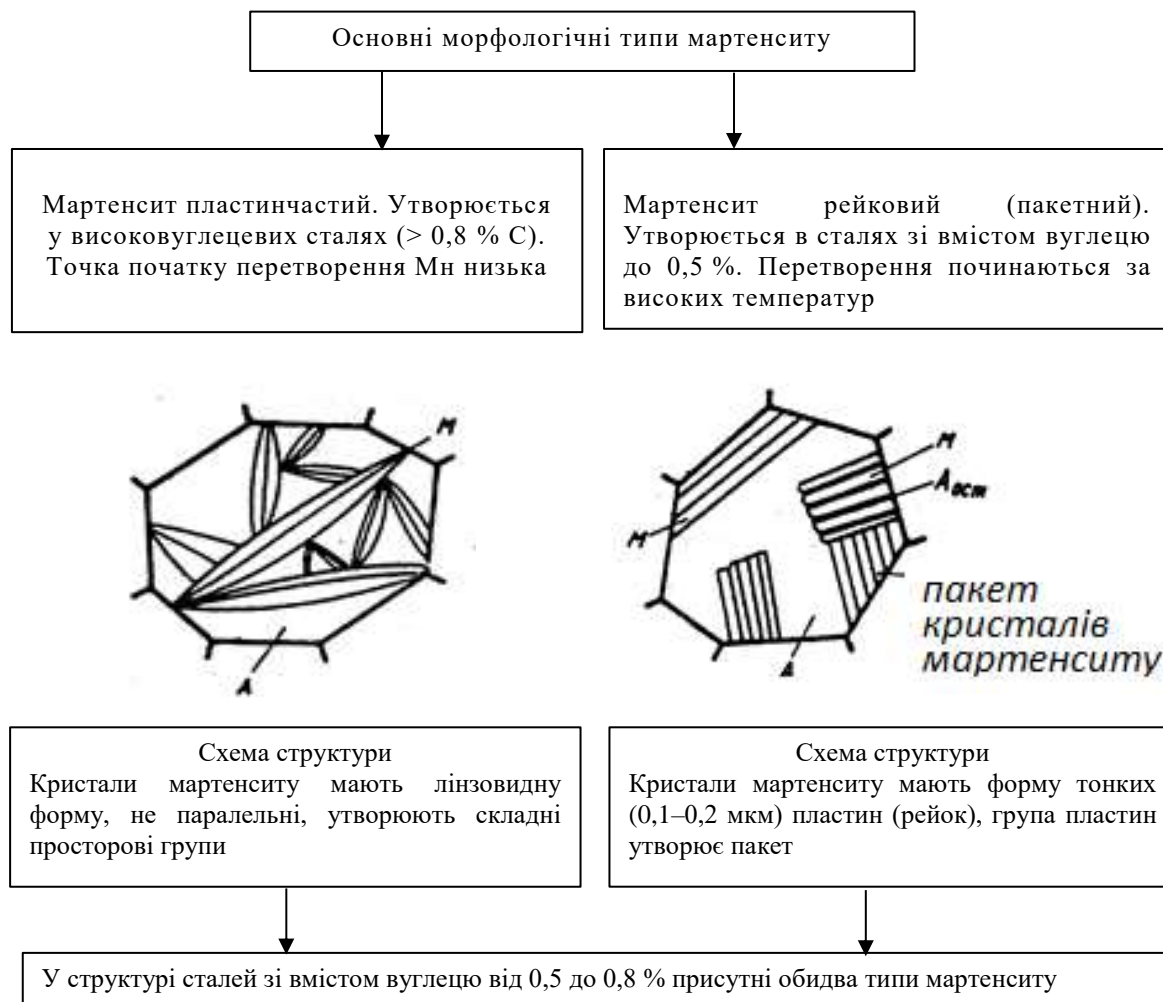 Основні морфологічні типи мартенситу
Мартенсит пластинчастий. Утворюється
у високовуглецевих сталях (> 0,8 % С).
Точка початку перетворення Мн низька
Мартенсит рейковий (пакетний).
Утворюється в сталях зі вмістом вуглецю
до 0,5 %. Перетворення починаються за
високих температур
М
А
М
А ост
М
пакет
кристалів
мартенситу
А
Схема структури
Кристали мартенситу мають лінзовидну
форму, не паралельні, утворюють складні
просторові групи
Схема структури
Кристали мартенситу мають форму тонких
(0,1–0,2 мкм) пластин (рейок), група пластин
утворює пакет
У структурі сталей зі вмістом вуглецю від 0,5 до 0,8 % присутні обидва типи мартенситу